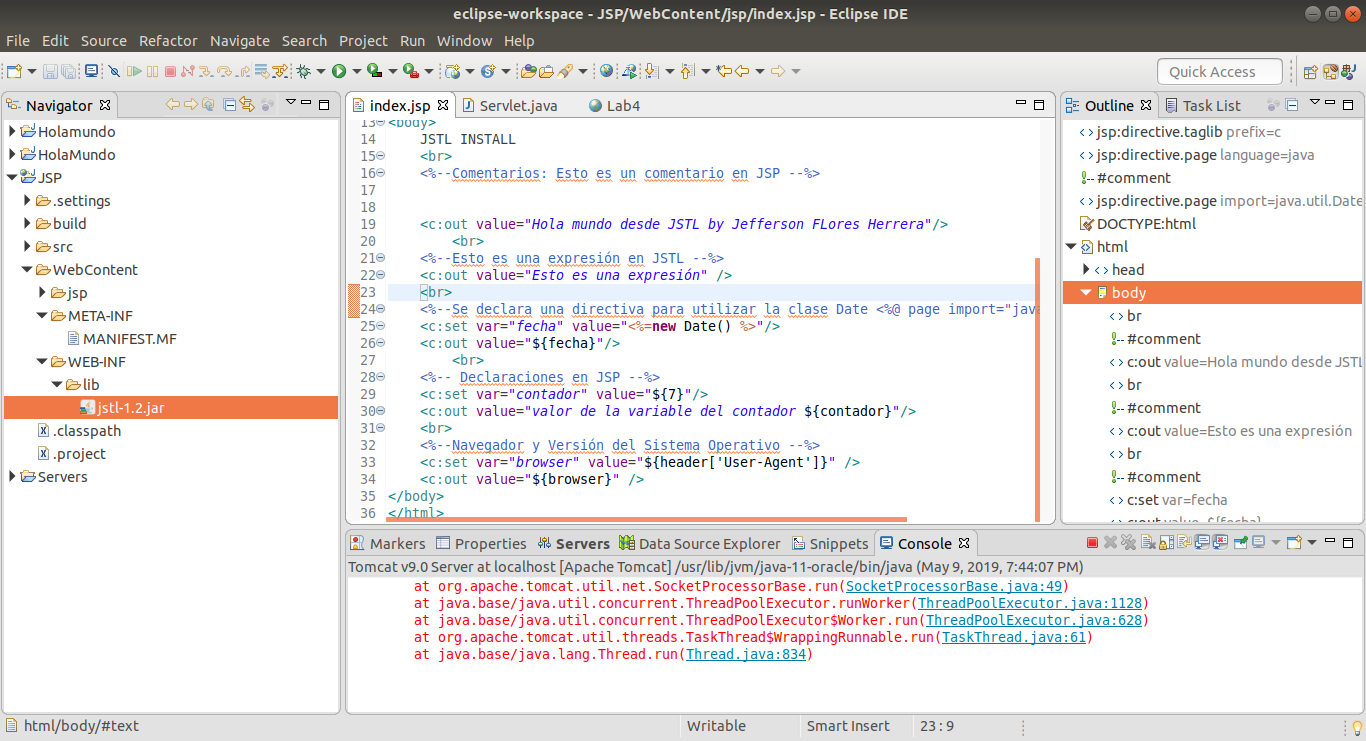 eclipse-workspace - JSP/WebContent/jsp/index.jsp - Eclipse IDE
File Edit Source Refactor Navigate Search Project Run Window Help
Quick Access
Navigator
Holamundo
HolaMundo
JSP
.settings
build
src
WebContent
jsp
META-INF
MANIFEST.MF
WEB-INF
lib
jstl-1.2.jar
.classpath
.project
Servers
index.jsp Servlet.java Lab4
13 <body>
14 JSTL INSTALL
15 <br>
16 <%--Comentarios: Esto es un comentario en JSP --%>
17
18
19 <c:out value="Hola mundo desde JSTL by Jefferson FLores Herrera"/>
20 <br>
21 <%--Esto es una expresión en JSTL --%>
22 <c:out value="Esto es una expresión" />
23 <br>
24 <%--Se declara una directiva para utilizar la clase Date <%@ page import="java
25 <c:set var="fecha" value="<%=new Date() %>"/>
26 <c:out value="${fecha}"/>
27 <br>
28 <%-- Declaraciones en JSP --%>
29 <c:set var="contador" value="${7}"/>
30 <c:out value="valor de la variable del contador ${contador}"/>
31 <br>
32 <%--Navegador y Versión del Sistema Operativo --%>
33 <c:set var="browser" value="${header['User-Agent']}" />
34 <c:out value="${browser}" />
35 </body>
36 </html>
Outline Task List
jsp:directive.taglib prefix=c
jsp:directive.page language=java
#comment
jsp:directive.page import=java.util.Date
DOCTYPE:html
html
head
body
br
#comment
c:out value=Hola mundo desde JSTL
br
#comment
c:out value=Esto es una expresión
br
#comment
c:set var=fecha
c:out value=${fecha}
Markers Properties Servers Data Source Explorer Snippets Console
Tomcat v9.0 Server at localhost [Apache Tomcat] /usr/lib/jvm/java-11-oracle/bin/java (May 9, 2019, 7:44:07 PM)
at org.apache.tomcat.util.net.SocketProcessorBase.run(SocketProcessorBase.java:49)
at java.base/java.util.concurrent.ThreadPoolExecutor.runWorker(ThreadPoolExecutor.java:1128)
at java.base/java.util.concurrent.ThreadPoolExecutor$Worker.run(ThreadPoolExecutor.java:628)
at org.apache.tomcat.util.threads.TaskThread$WrappingRunnable.run(TaskThread.java:61)
at java.base/java.lang.Thread.run(Thread.java:834)
html/body/#text Writable Smart Insert 23 : 9